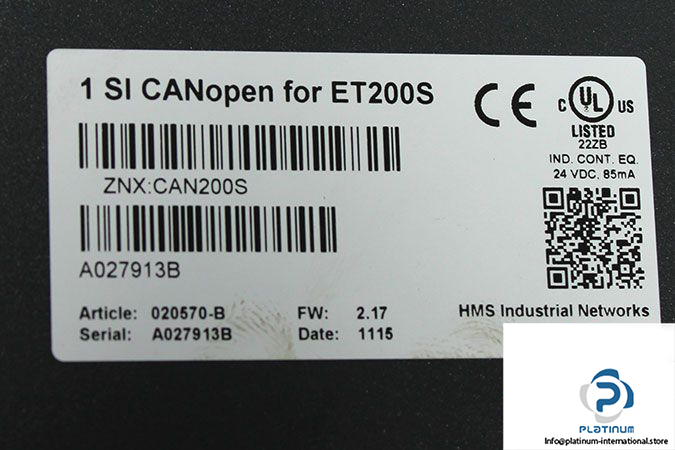 1 SI CANopen for ET200S
CE
C UL US
LISTED
22ZB
IND. CONT. EQ.
24 VDC, 85mA
ZNX:CAN200S
A027913B
Article: 020570-B FW: 2.17
Serial: A027913B Date: 1115
HMS Industrial Networks
PLATINUM
Info@platinum-international.store